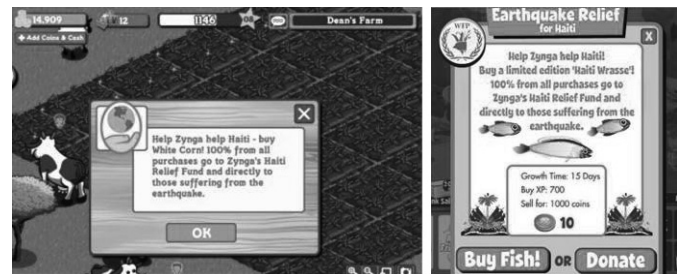 14,909
LV 12
Dean's Farm
+ Add Coins & Cash
Help Zynga help Haiti - buy
White Corn! 100% from all
purchases go to Zynga's Haiti
Relief Fund and directly to
those suffering from the
earthquake.
OK
Earthquake Relief
for Haiti
WFP
X
Help Zynga help Haiti!
Buy a limited edition 'Haiti Wrasse'!
100% from all purchases go to
Zynga's Haiti Relief Fund and
directly to those suffering from the
earthquake.
Growth Time: 15 Days
Buy XP: 700
Sell for: 1000 coins
10
Buy Fish! OR Donate